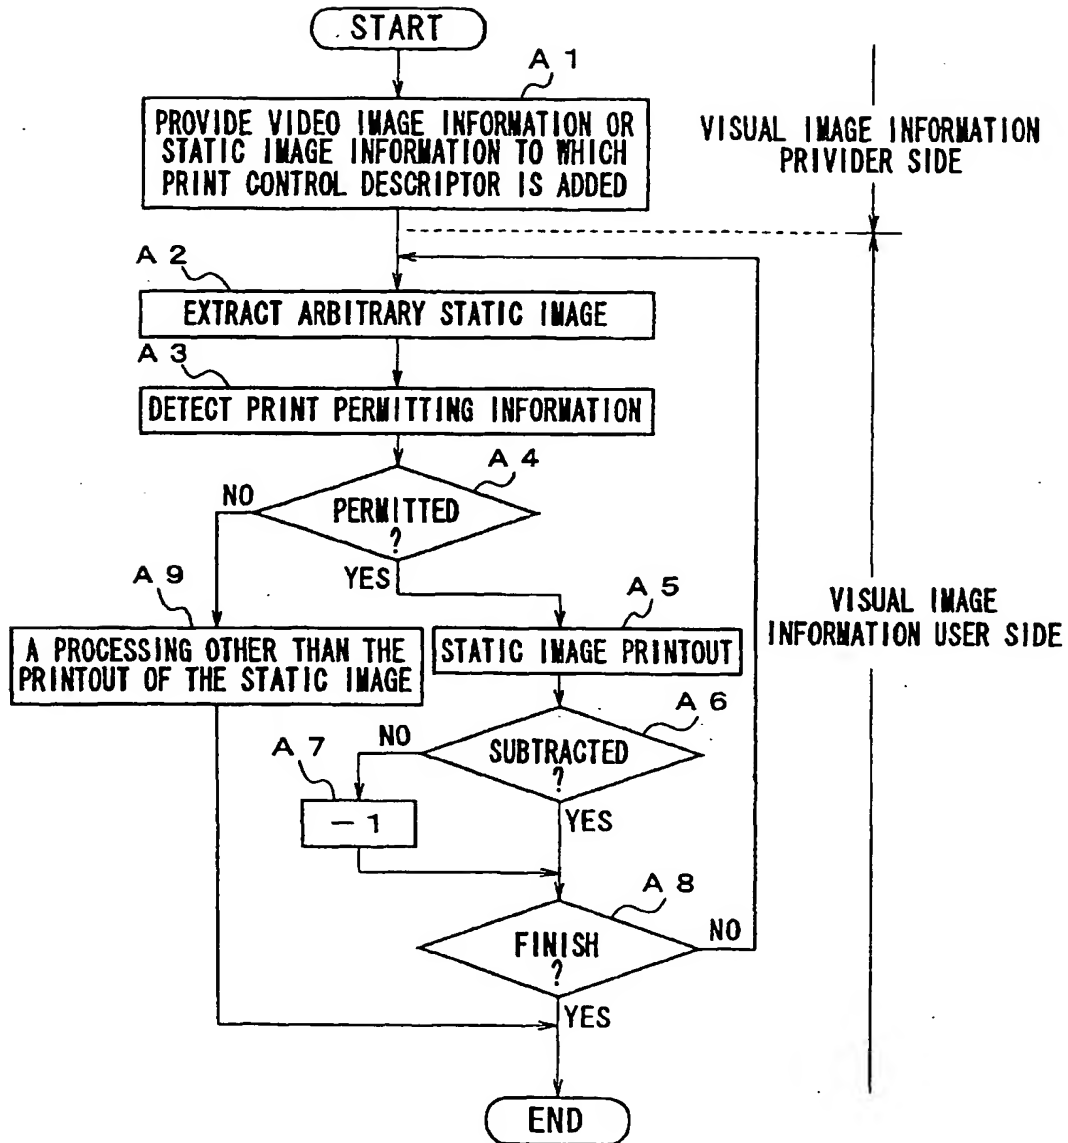 START
A 1
PROVIDE VIDEO IMAGE INFORMATION OR
STATIC IMAGE INFORMATION TO WHICH
PRINT CONTROL DESCRIPTOR IS ADDED
VISUAL IMAGE INFORMATION
PROVIDER SIDE
A 2
EXTRACT ARBITRARY STATIC IMAGE
A 3
DETECT PRINT PERMITTING INFORMATION
A 4
NO
PERMITTED
?
YES
A 9
A PROCESSING OTHER THAN THE
PRINTOUT OF THE STATIC IMAGE
A 5
STATIC IMAGE PRINTOUT
VISUAL IMAGE
INFORMATION USER SIDE
A 6
NO
SUBTRACTED
?
YES
A 7
－1
A 8
FINISH
?
NO
YES
END